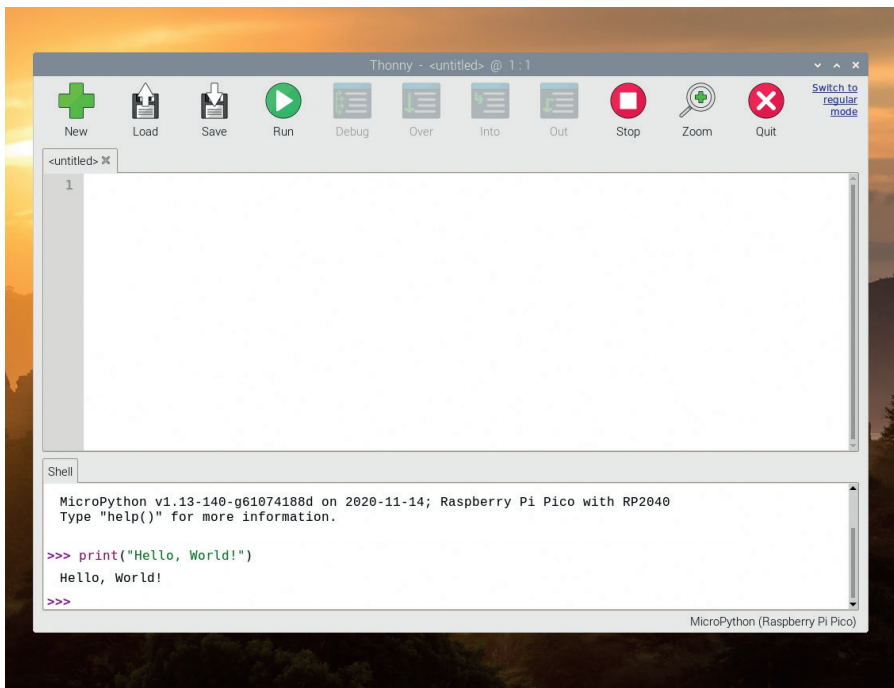 Thonny - <untitled> @ 1:1
New Load Save Run Debug Over Into Out Stop Zoom Quit
Switch to
regular
mode
<untitled>
1
Shell
MicroPython v1.13-140-g61074188d on 2020-11-14; Raspberry Pi Pico with RP2040
Type "help()" for more information.
>>> print("Hello, World!")
Hello, World!
>>>
MicroPython (Raspberry Pi Pico)